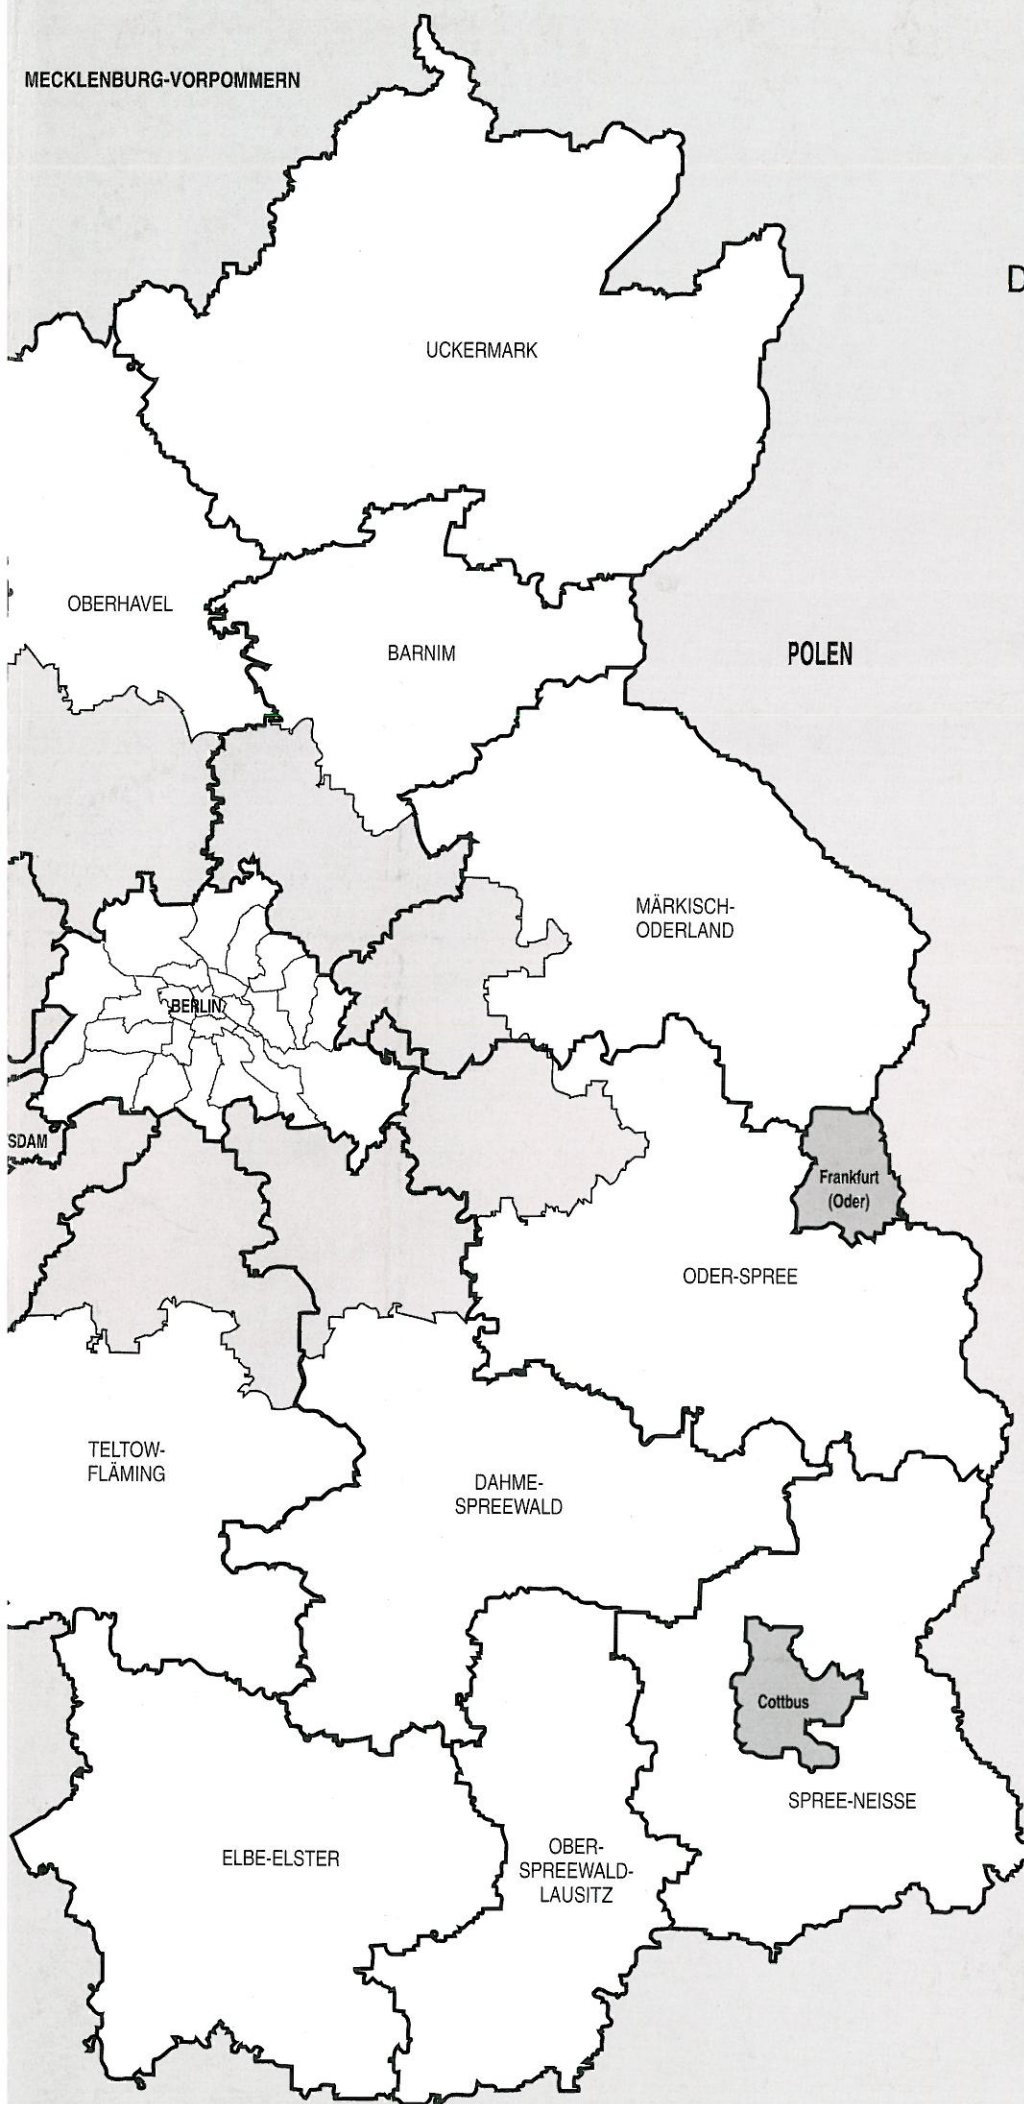 MECKLENBURG-VORPOMMERN
D
UCKERMARK
OBERHAVEL
BARNIM
POLEN
MÄRKISCH-
ODERLAND
BERLIN
SDAM
Frankfurt
(Oder)
ODER-SPREE
TELTOW-
FLÄMING
DAHME-
SPREEWALD
Cottbus
SPREE-NEISSE
ELBE-ELSTER
OBER-
SPREEWALD-
LAUSITZ